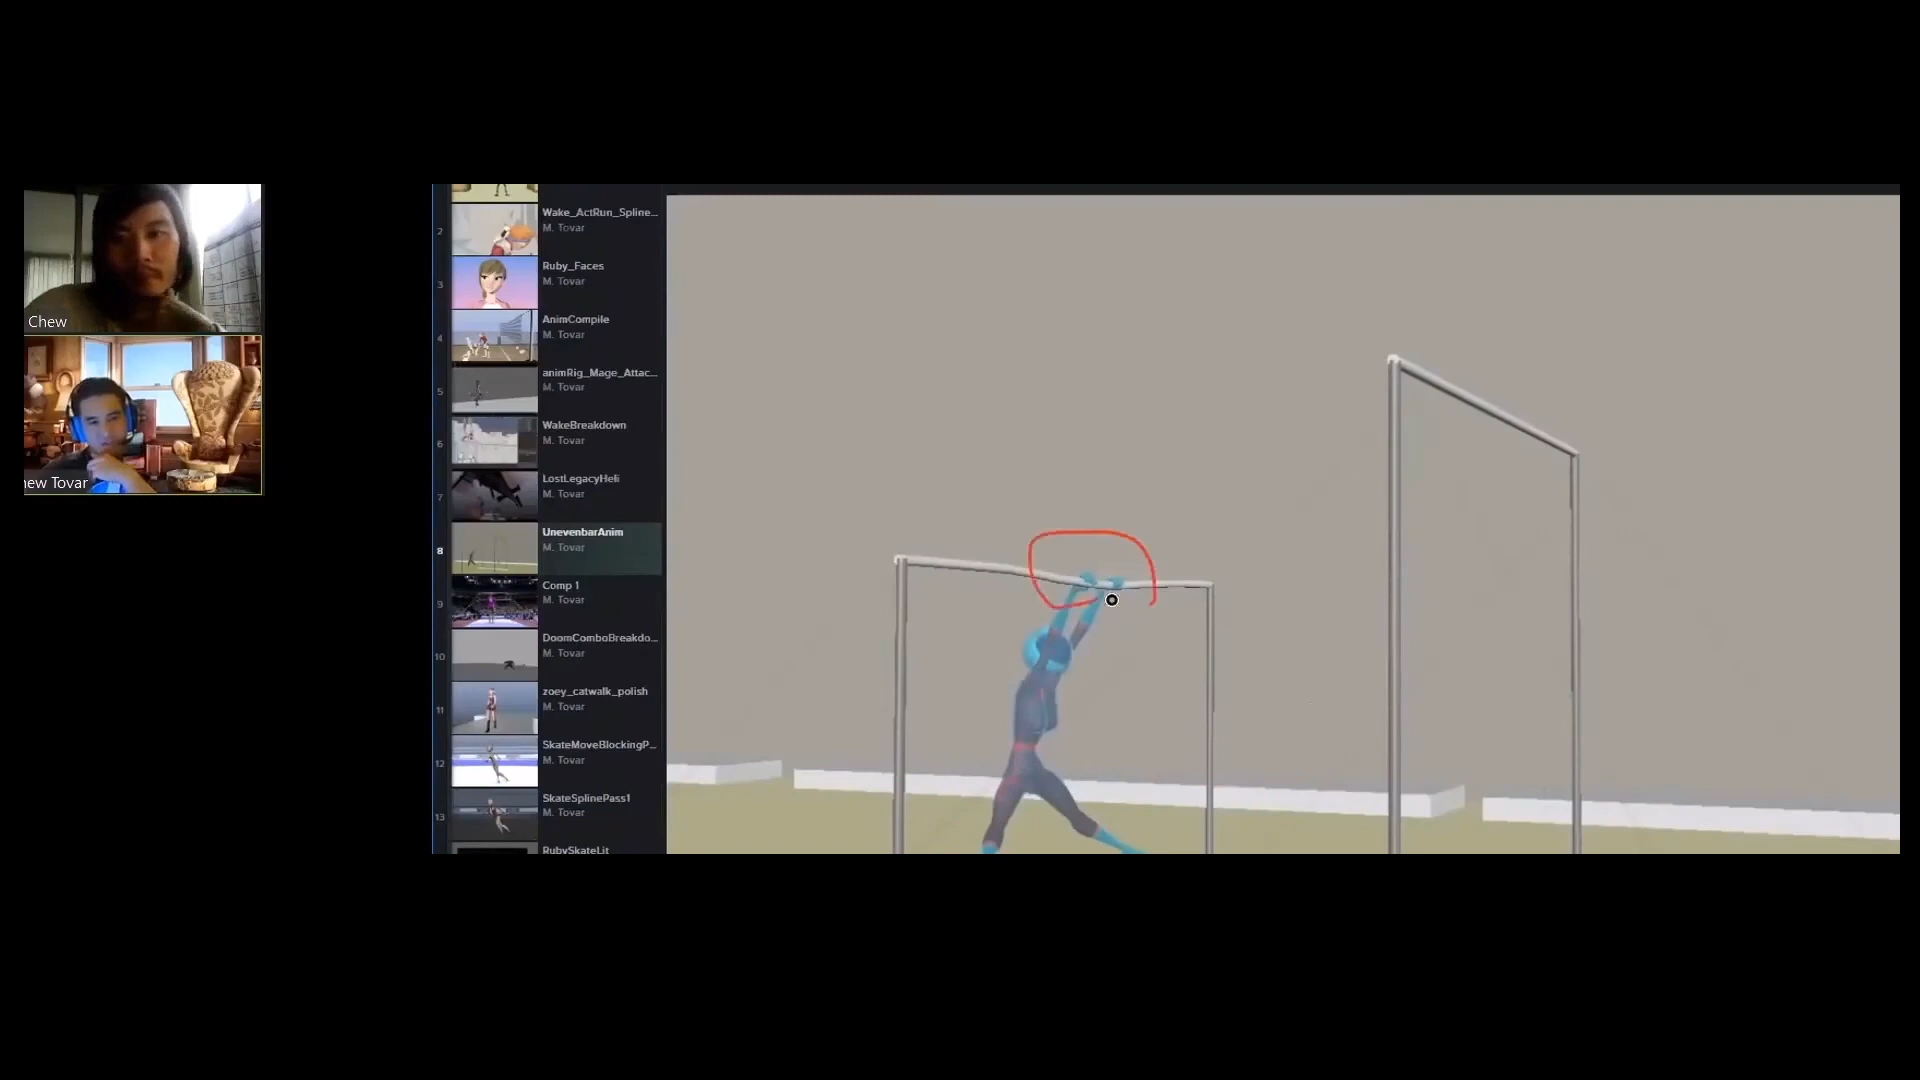 Chew
new Tovar
2
Wake_ActRun_Spline...
M. Tovar
3
Ruby_Faces
M. Tovar
4
AnimCompile
M. Tovar
5
animRig_Mage_Attac...
M. Tovar
6
WakeBreakdown
M. Tovar
7
LostLegacyHeli
M. Tovar
8
UnevenbarAnim
M. Tovar
9
Comp 1
M. Tovar
10
DoomComboBreakdo...
M. Tovar
11
zoey_catwalk_polish
M. Tovar
12
SkateMoveBlockingP...
M. Tovar
13
SkateSplinePass1
M. Tovar
RubySkateLit